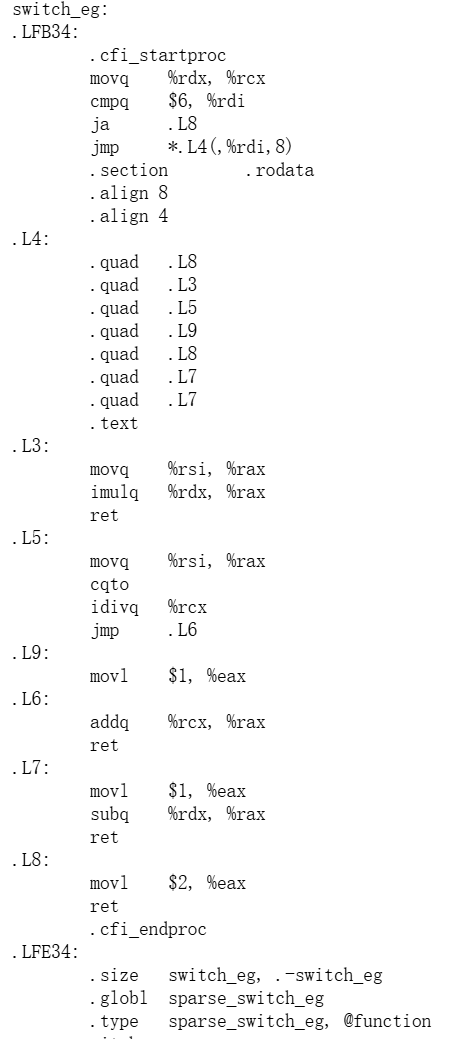 switch_eg:
.LFB34:
        .cfi_startproc
        movq    %rdx, %rcx
        cmpq    $6, %rdi
        ja      .L8
        jmp     *.L4(,%rdi,8)
        .section        .rodata
        .align 8
        .align 4
.L4:
        .quad   .L8
        .quad   .L3
        .quad   .L5
        .quad   .L9
        .quad   .L8
        .quad   .L7
        .quad   .L7
        .text
.L3:
        movq    %rsi, %rax
        imulq   %rdx, %rax
        ret
.L5:
        movq    %rsi, %rax
        cqto
        idivq   %rcx
        jmp     .L6
.L9:
        movl    $1, %eax
.L6:
        addq    %rcx, %rax
        ret
.L7:
        movl    $1, %eax
        subq    %rdx, %rax
        ret
.L8:
        movl    $2, %eax
        ret
        .cfi_endproc
.LFE34:
        .size   switch_eg, .-switch_eg
        .globl  sparse_switch_eg
        .type   sparse_switch_eg, @function